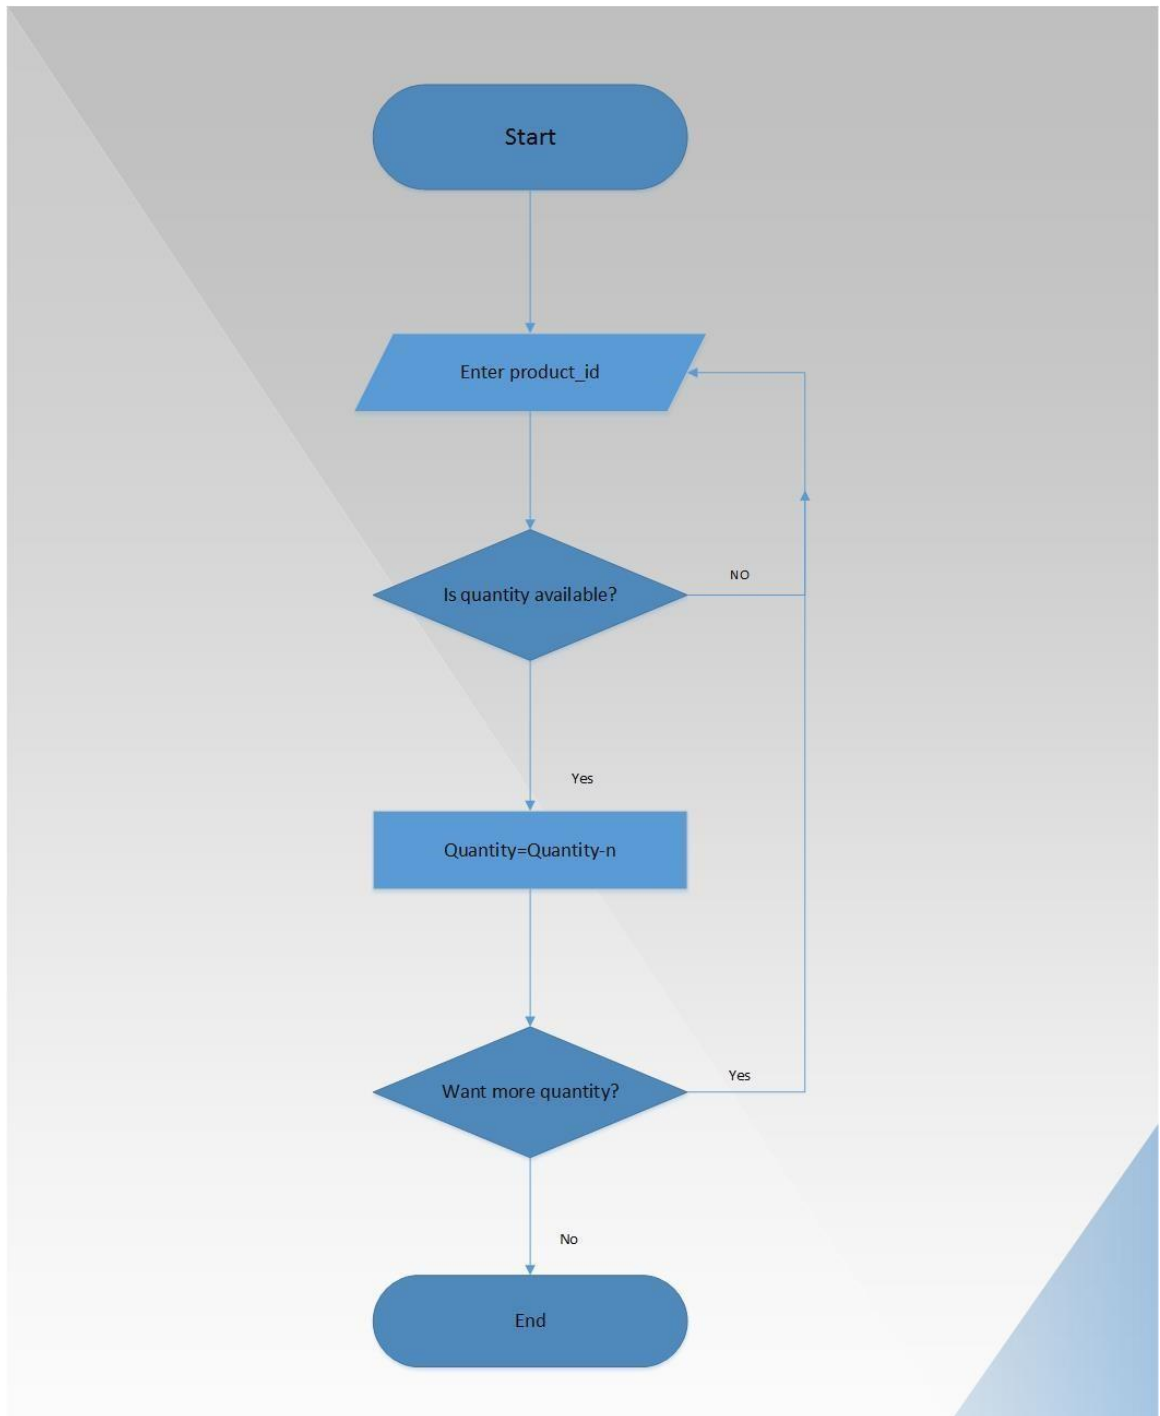 Start
Enter product_id
Is quantity available?
NO
Yes
Quantity=Quantity-n
Want more quantity?
Yes
No
End